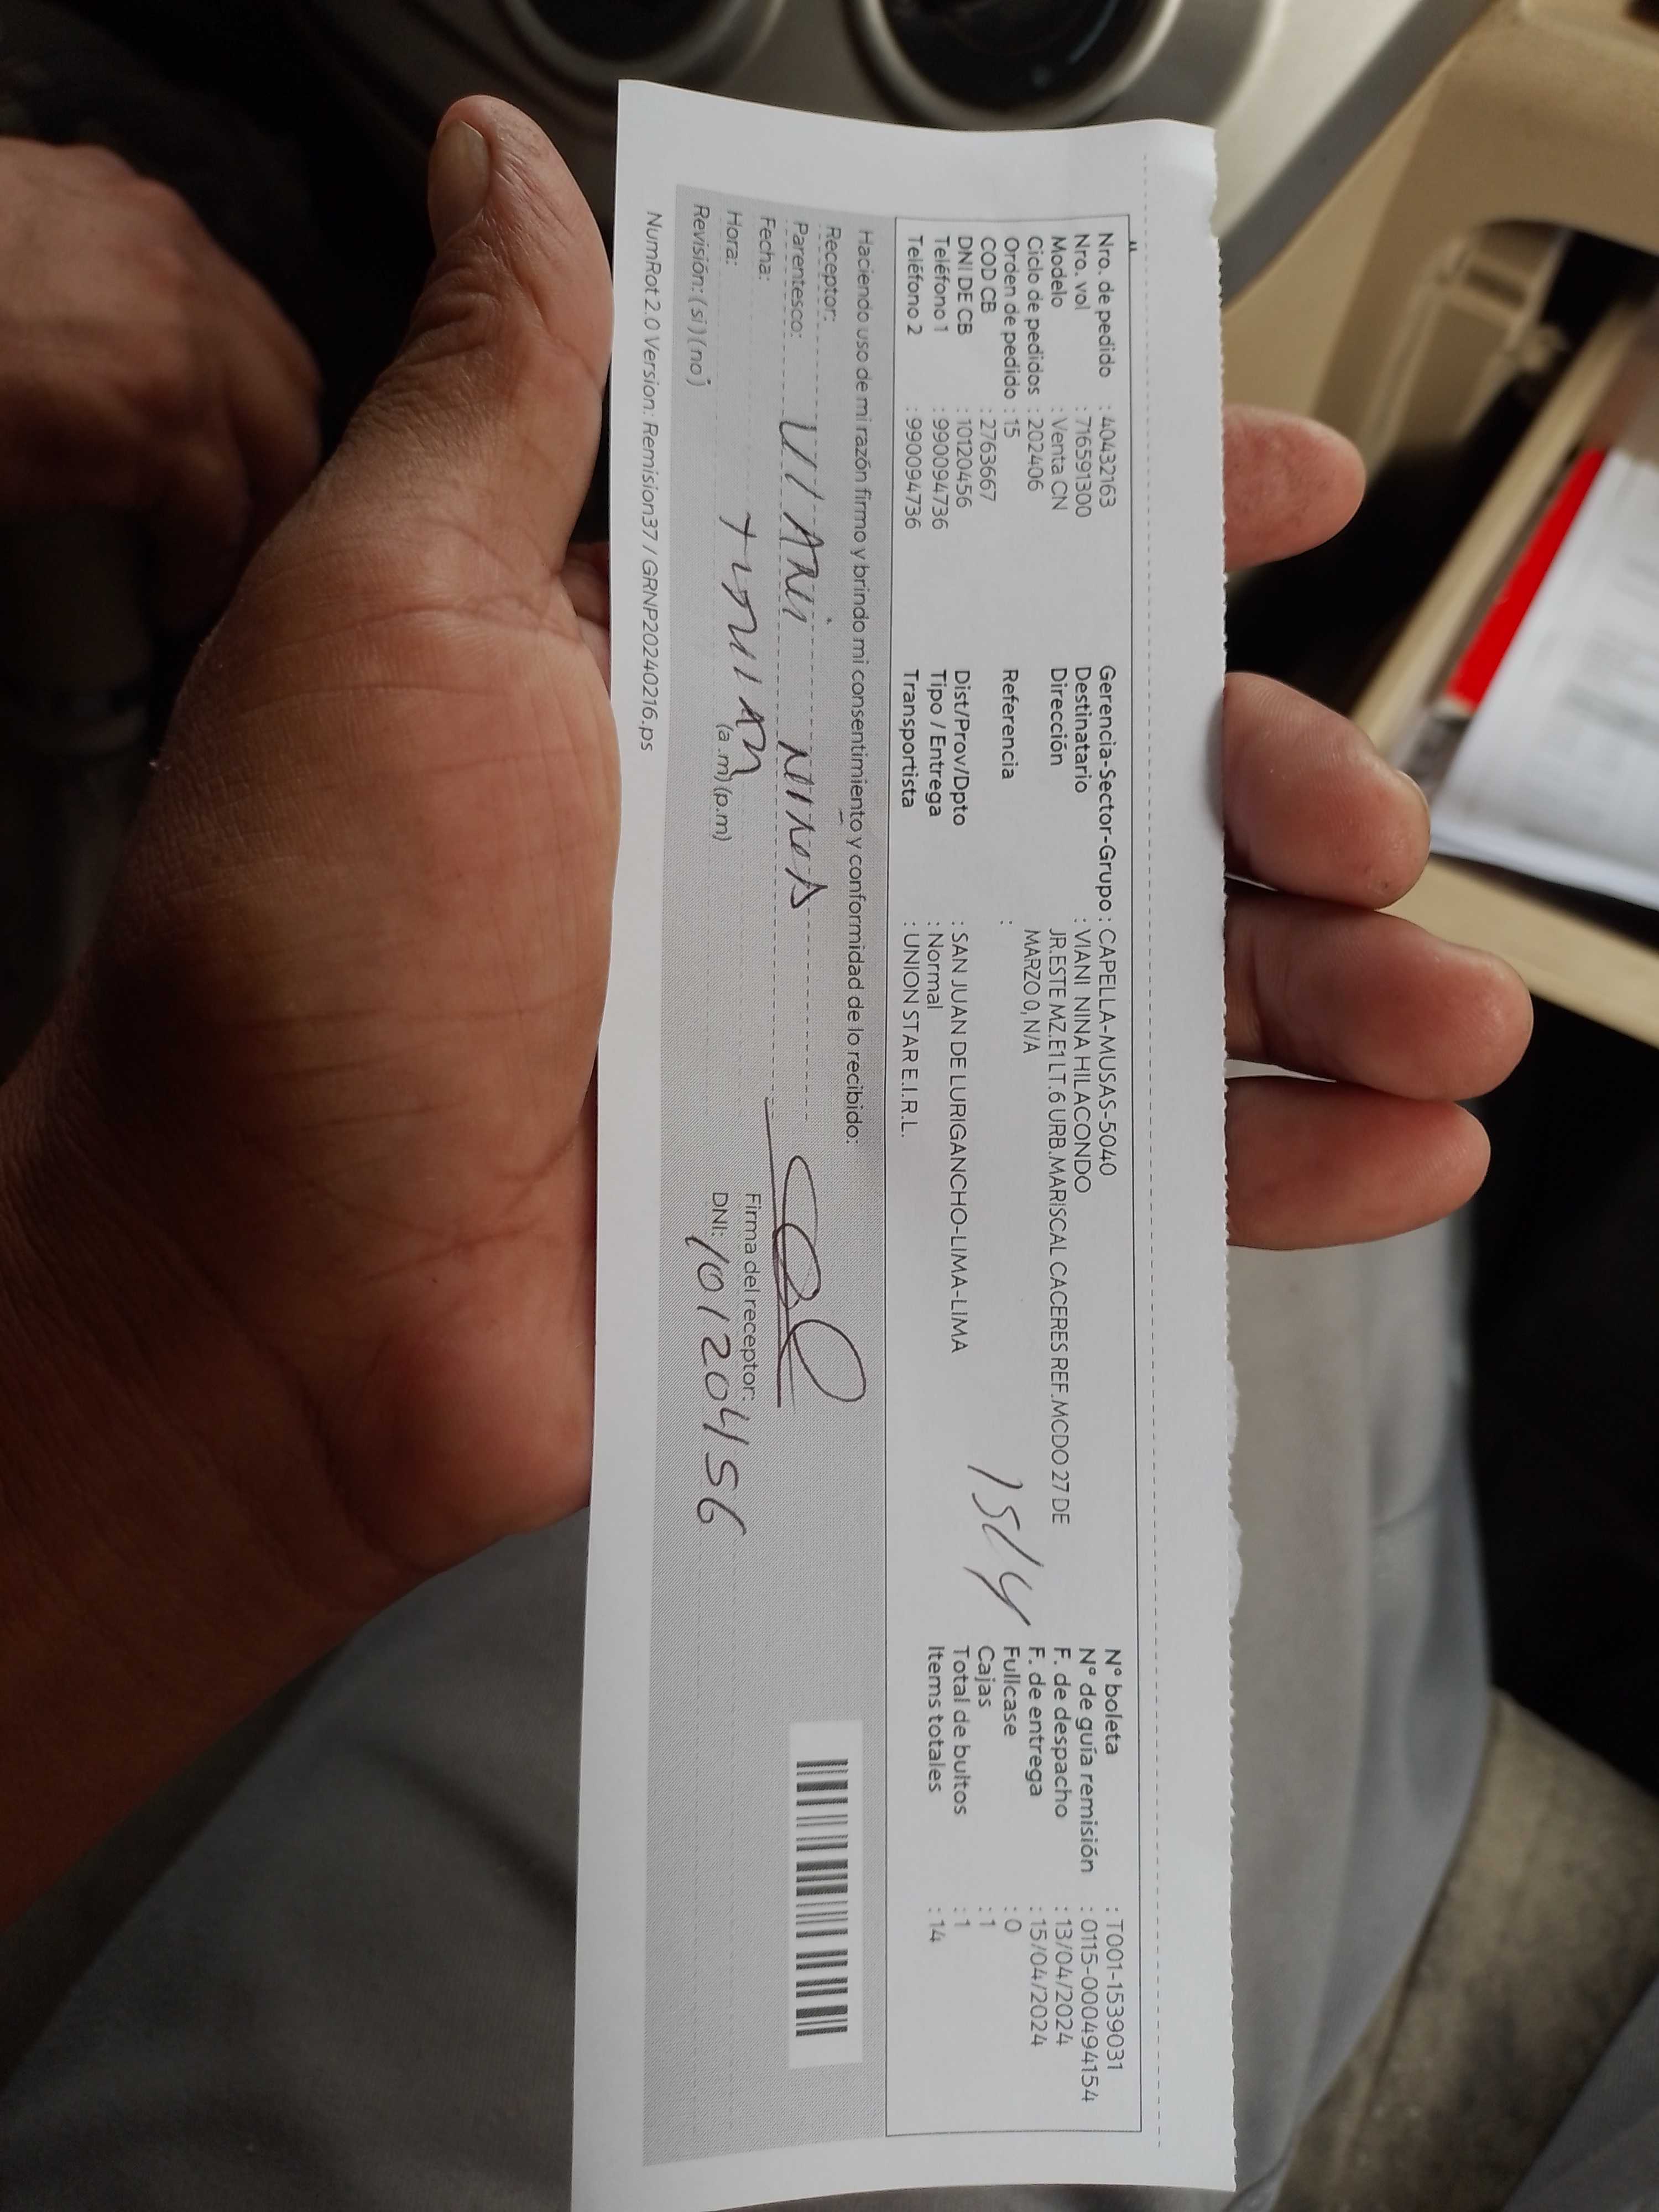 Nro. de pedido : 40432163
Nro. vol : 716591300
Modelo : Venta CN
Ciclo de pedidos : 202406
Orden de pedido : 15
COD CB : 2763667
DNI DE CB : 10120456
Teléfono 1 : 990094736
Teléfono 2 : 990094736
Gerencia-Sector-Grupo : CAPELLA-MUSAS-5040
Destinatario : VIANI NINA HILACONDO
Dirección JR.ESTE MZ.E1 LT.6 URB.MARISCAL CACERES REF.MCDO 27 DE
MARZO 0, N/A
Referencia :
Dist/Prov/Dpto : SAN JUAN DE LURIGANCHO-LIMA-LIMA
Tipo / Entrega : Normal
Transportista : UNION STAR E.I.R.L.
15/4
N° boleta : T001-1539031
N° de guía remisión : 0115-000494154
F. de despacho : 13/04/2024
F. de entrega : 15/04/2024
Fullcase : 0
Cajas : 1
Total de bultos : 1
Items totales : 14
Haciendo uso de mi razón firmo y brindo mi consentimiento y conformidad de lo recibido:
Receptor:
Parentesco: VIANI NINA
Fecha:
Hora: (a.m) (p.m)
Revisión: ( si ) ( no )
Firma del receptor:
DNI: 10120456
NumRot 2.0 Version: Remision37 / GRNP20240216.ps